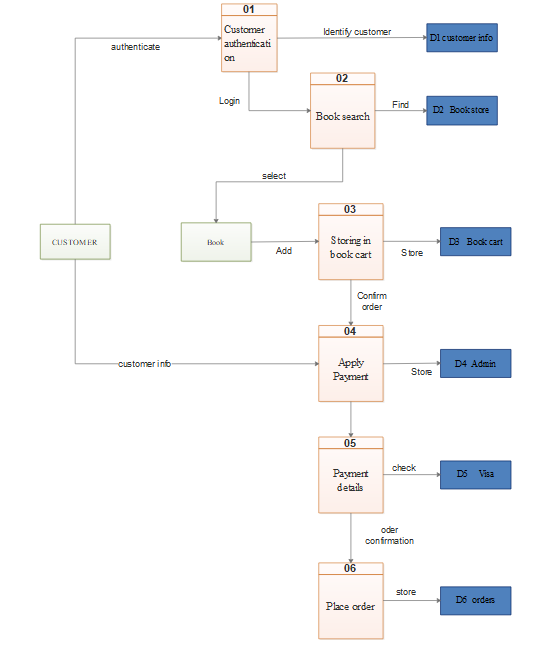 01
Customer
authenticati
on
Identify customer
D1 customer info
authenticate
Login
02
Book search
Find
D2 Book store
select
CUSTOMER
Book
Add
03
Storing in
book cart
Store
D3 Book cart
Confirm
order
04
Apply
Payment
customer info
Store
D4 Admin
05
Payment
details
check
D5 Visa
oder
confirmation
06
Place order
store
D6 orders